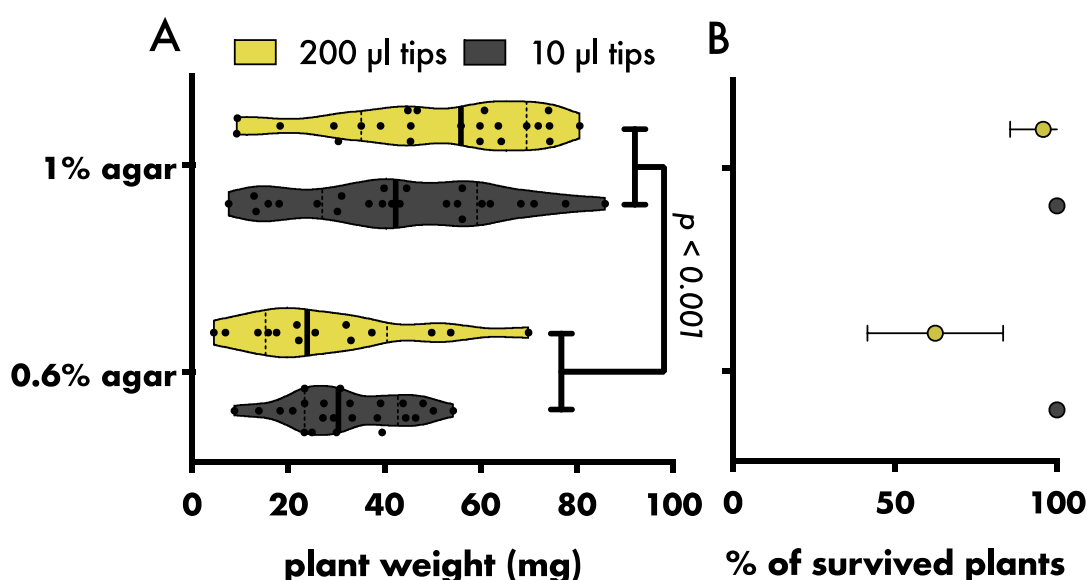 A
B
200 µl tips
10 µl tips
1% agar
0.6% agar
p < 0.001
0 20 40 60 80 100
0 50 100
plant weight (mg)
% of survived plants